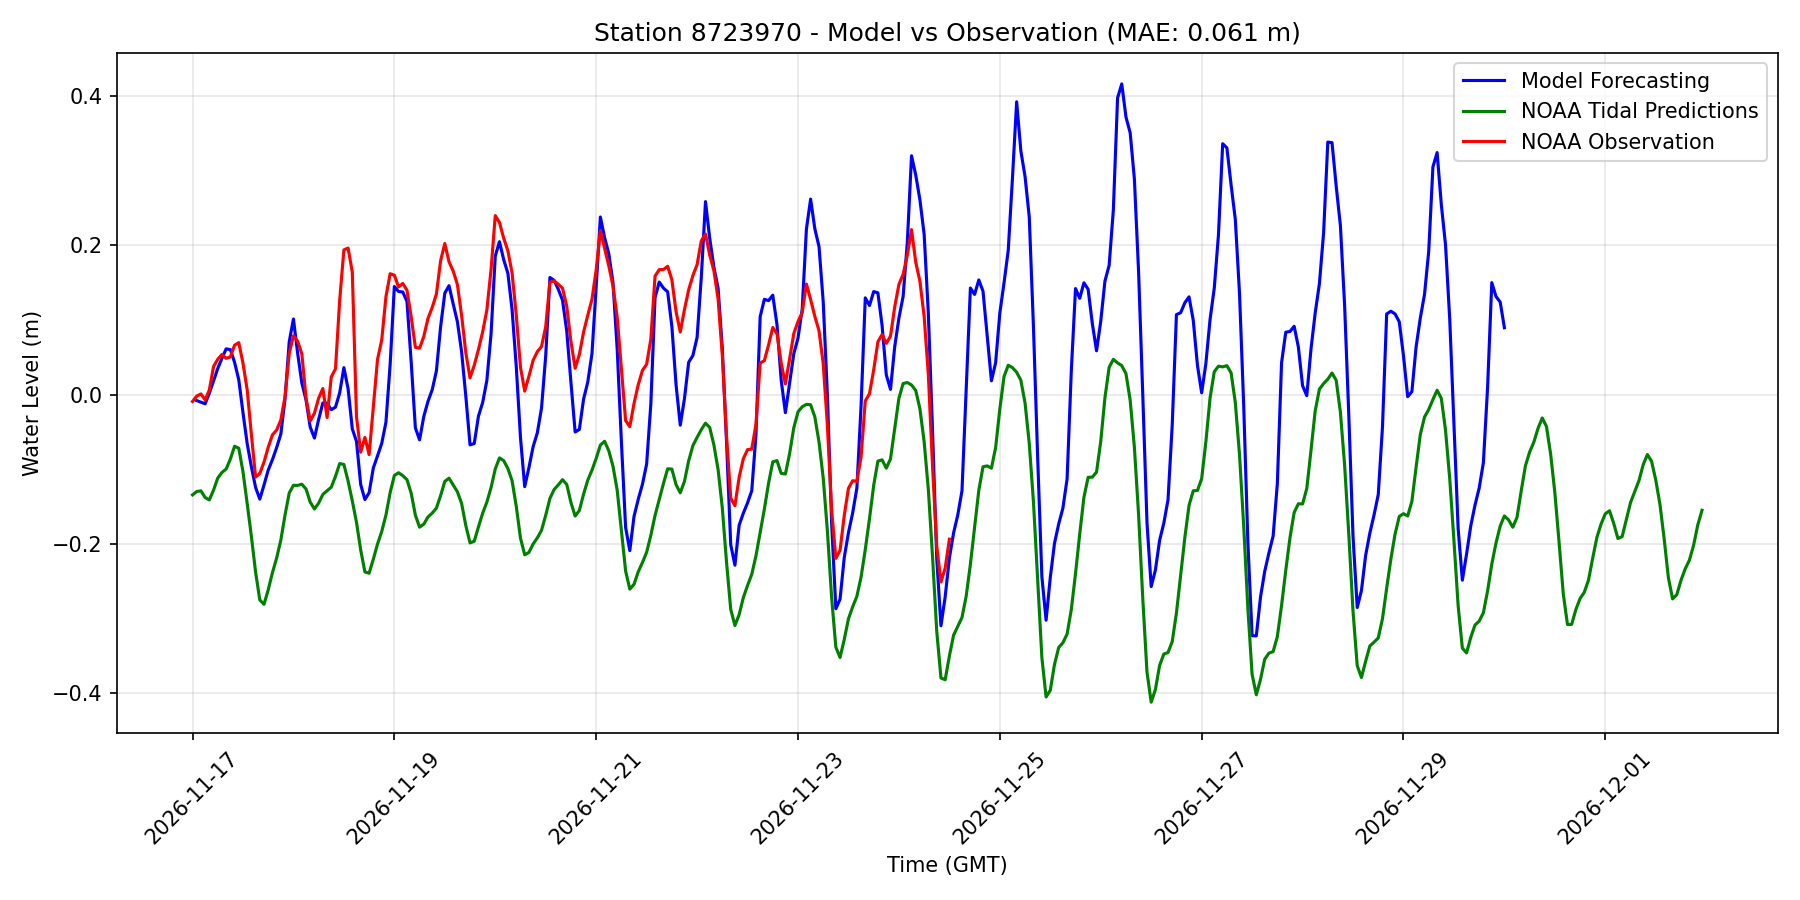 Station 8723970 - Model vs Observation (MAE: 0.061 m)
Model Forecasting
NOAA Tidal Predictions
NOAA Observation
Water Level (m)
0.4
0.2
0.0
−0.2
−0.4
2026-11-17
2026-11-19
2026-11-21
2026-11-23
2026-11-25
2026-11-27
2026-11-29
2026-12-01
Time (GMT)